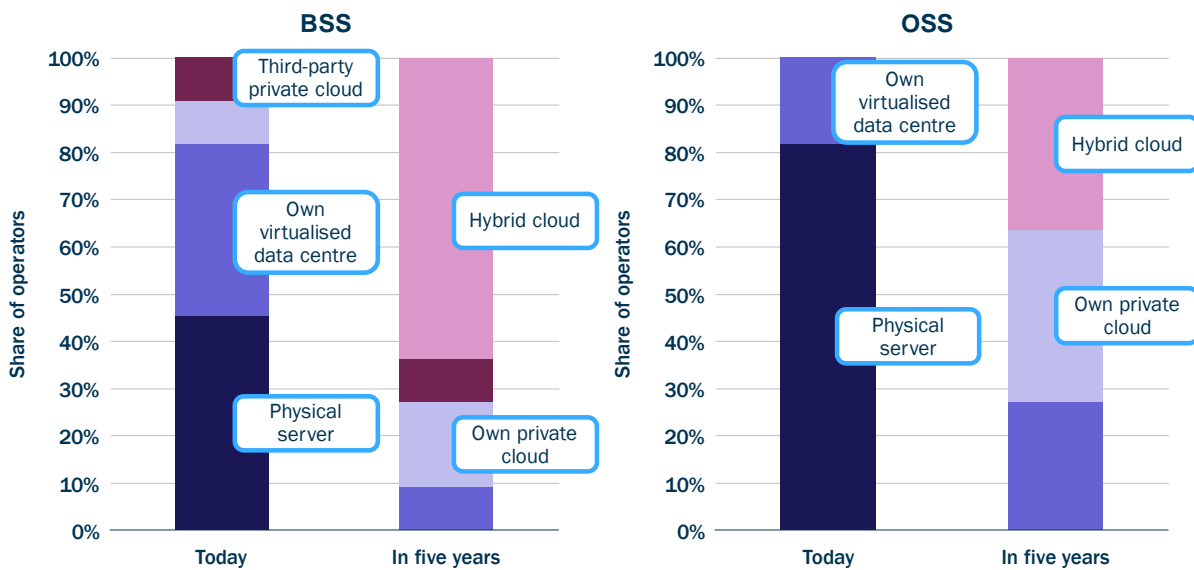 BSS
100%
90%
80%
70%
60%
50%
40%
30%
20%
10%
0%
Share of operators
Third-party
private cloud
Own
virtualised
data centre
Physical
server
Hybrid cloud
Own private
cloud
Today
In five years
OSS
100%
90%
80%
70%
60%
50%
40%
30%
20%
10%
0%
Share of operators
Own
virtualised
data centre
Physical
server
Hybrid cloud
Own private
cloud
Today
In five years